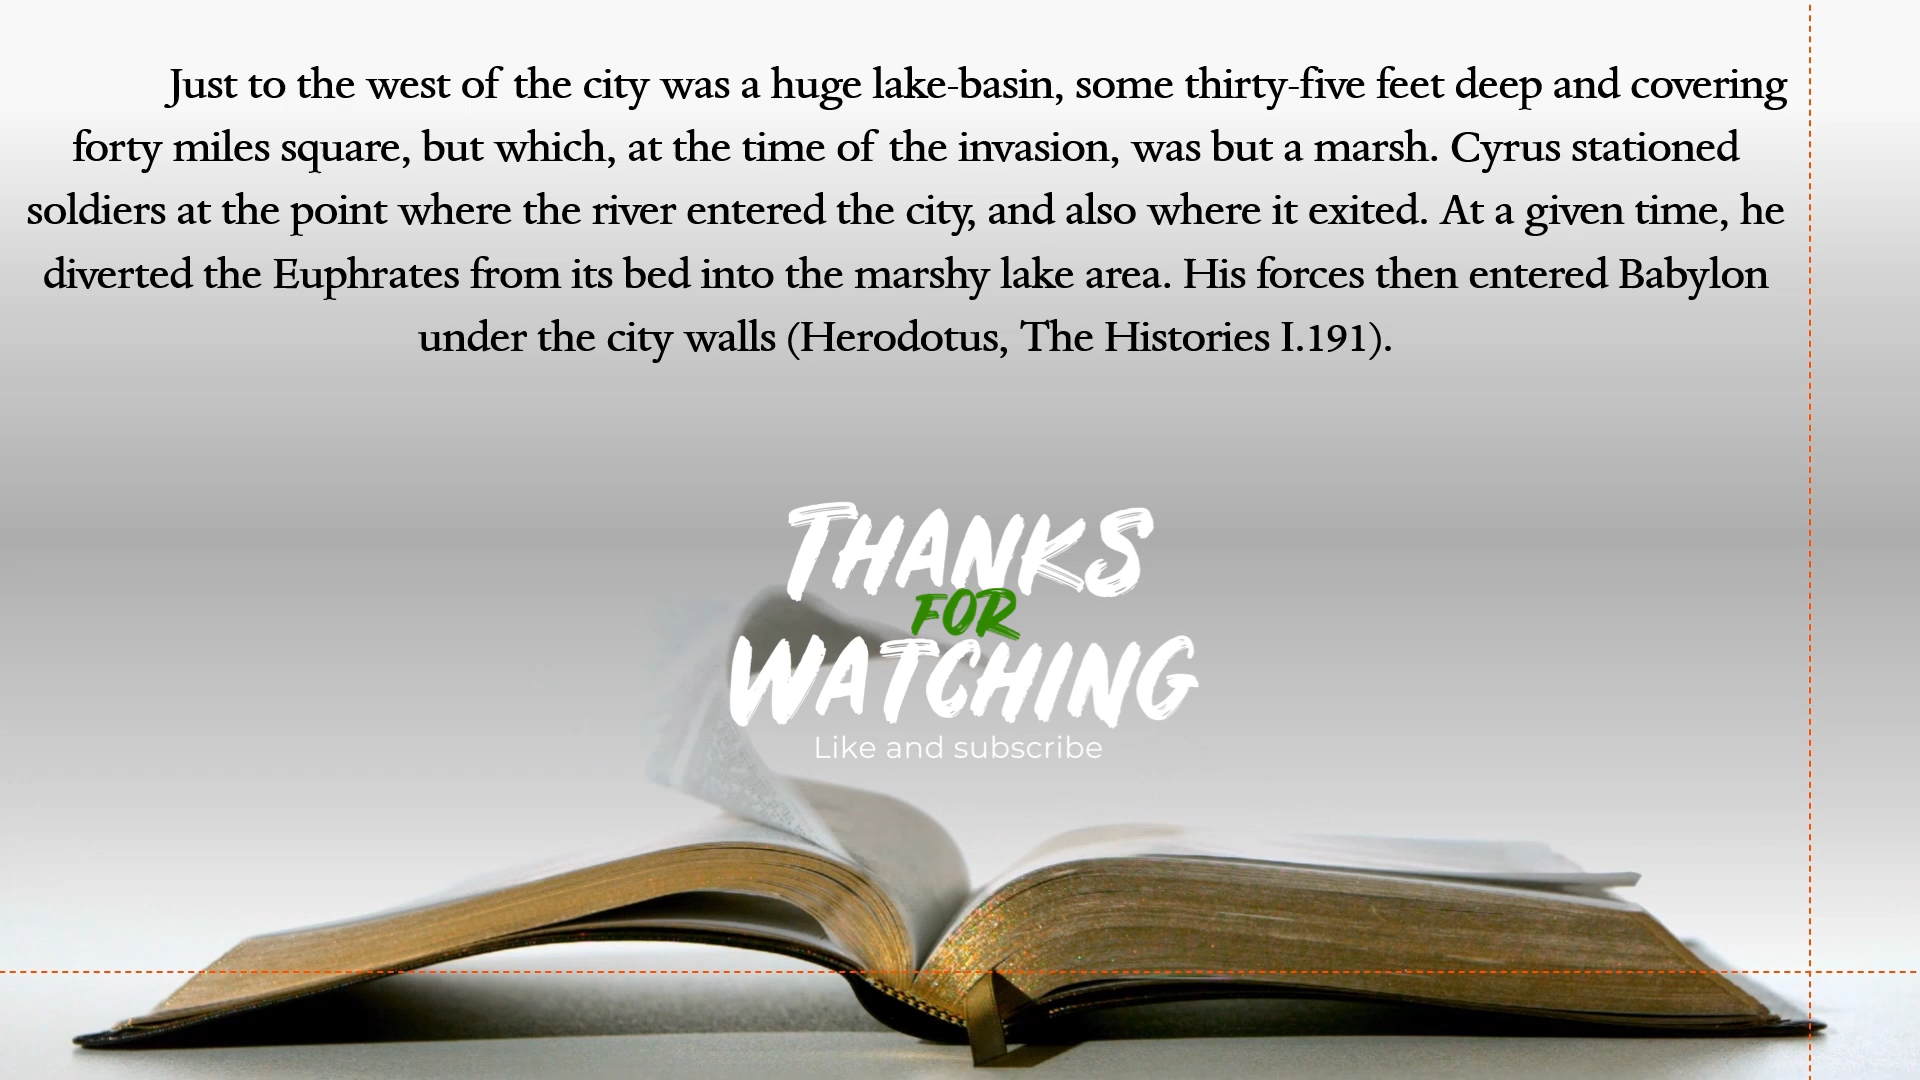 Just to the west of the city was a huge lake-basin, some thirty-five feet deep and covering
forty miles square, but which, at the time of the invasion, was but a marsh. Cyrus stationed
soldiers at the point where the river entered the city, and also where it exited. At a given time, he
diverted the Euphrates from its bed into the marshy lake area. His forces then entered Babylon
under the city walls (Herodotus, The Histories I.191).
THANKS
FOR
WATCHING
Like and subscribe